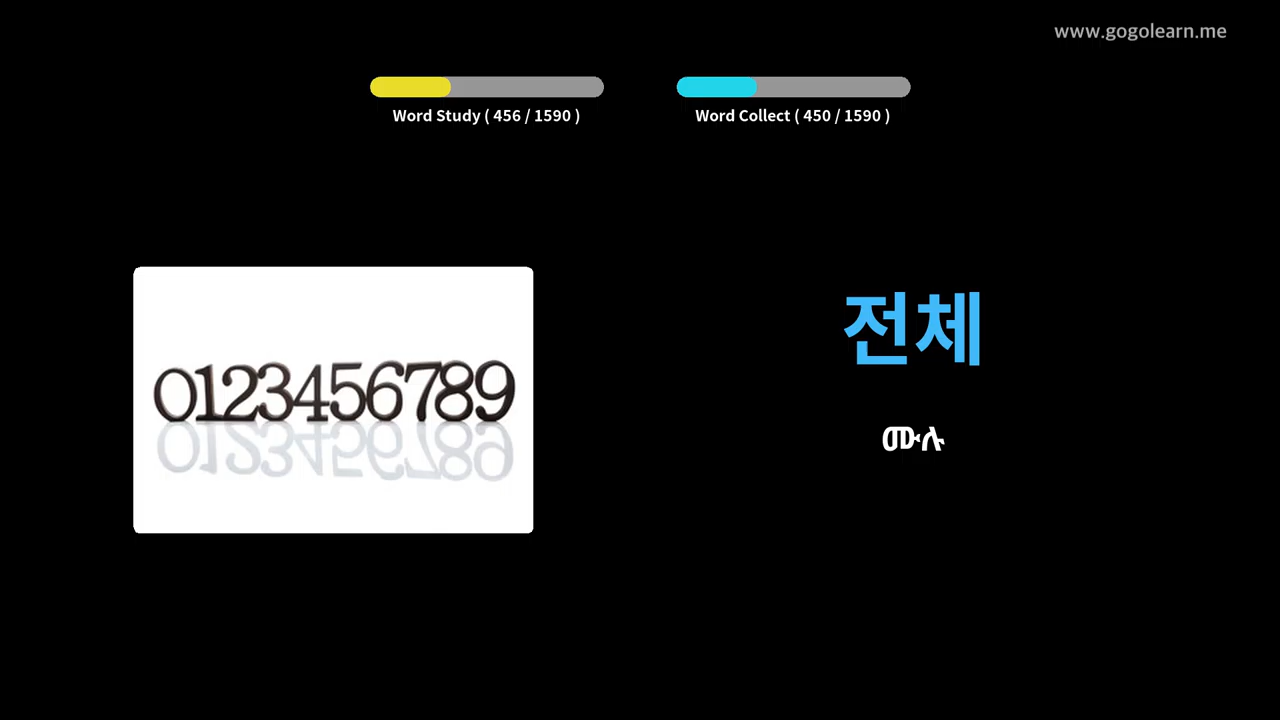 www.gogolearn.me
Word Study ( 456 / 1590 )
Word Collect ( 450 / 1590 )
0123456789
전체
ሙሉ